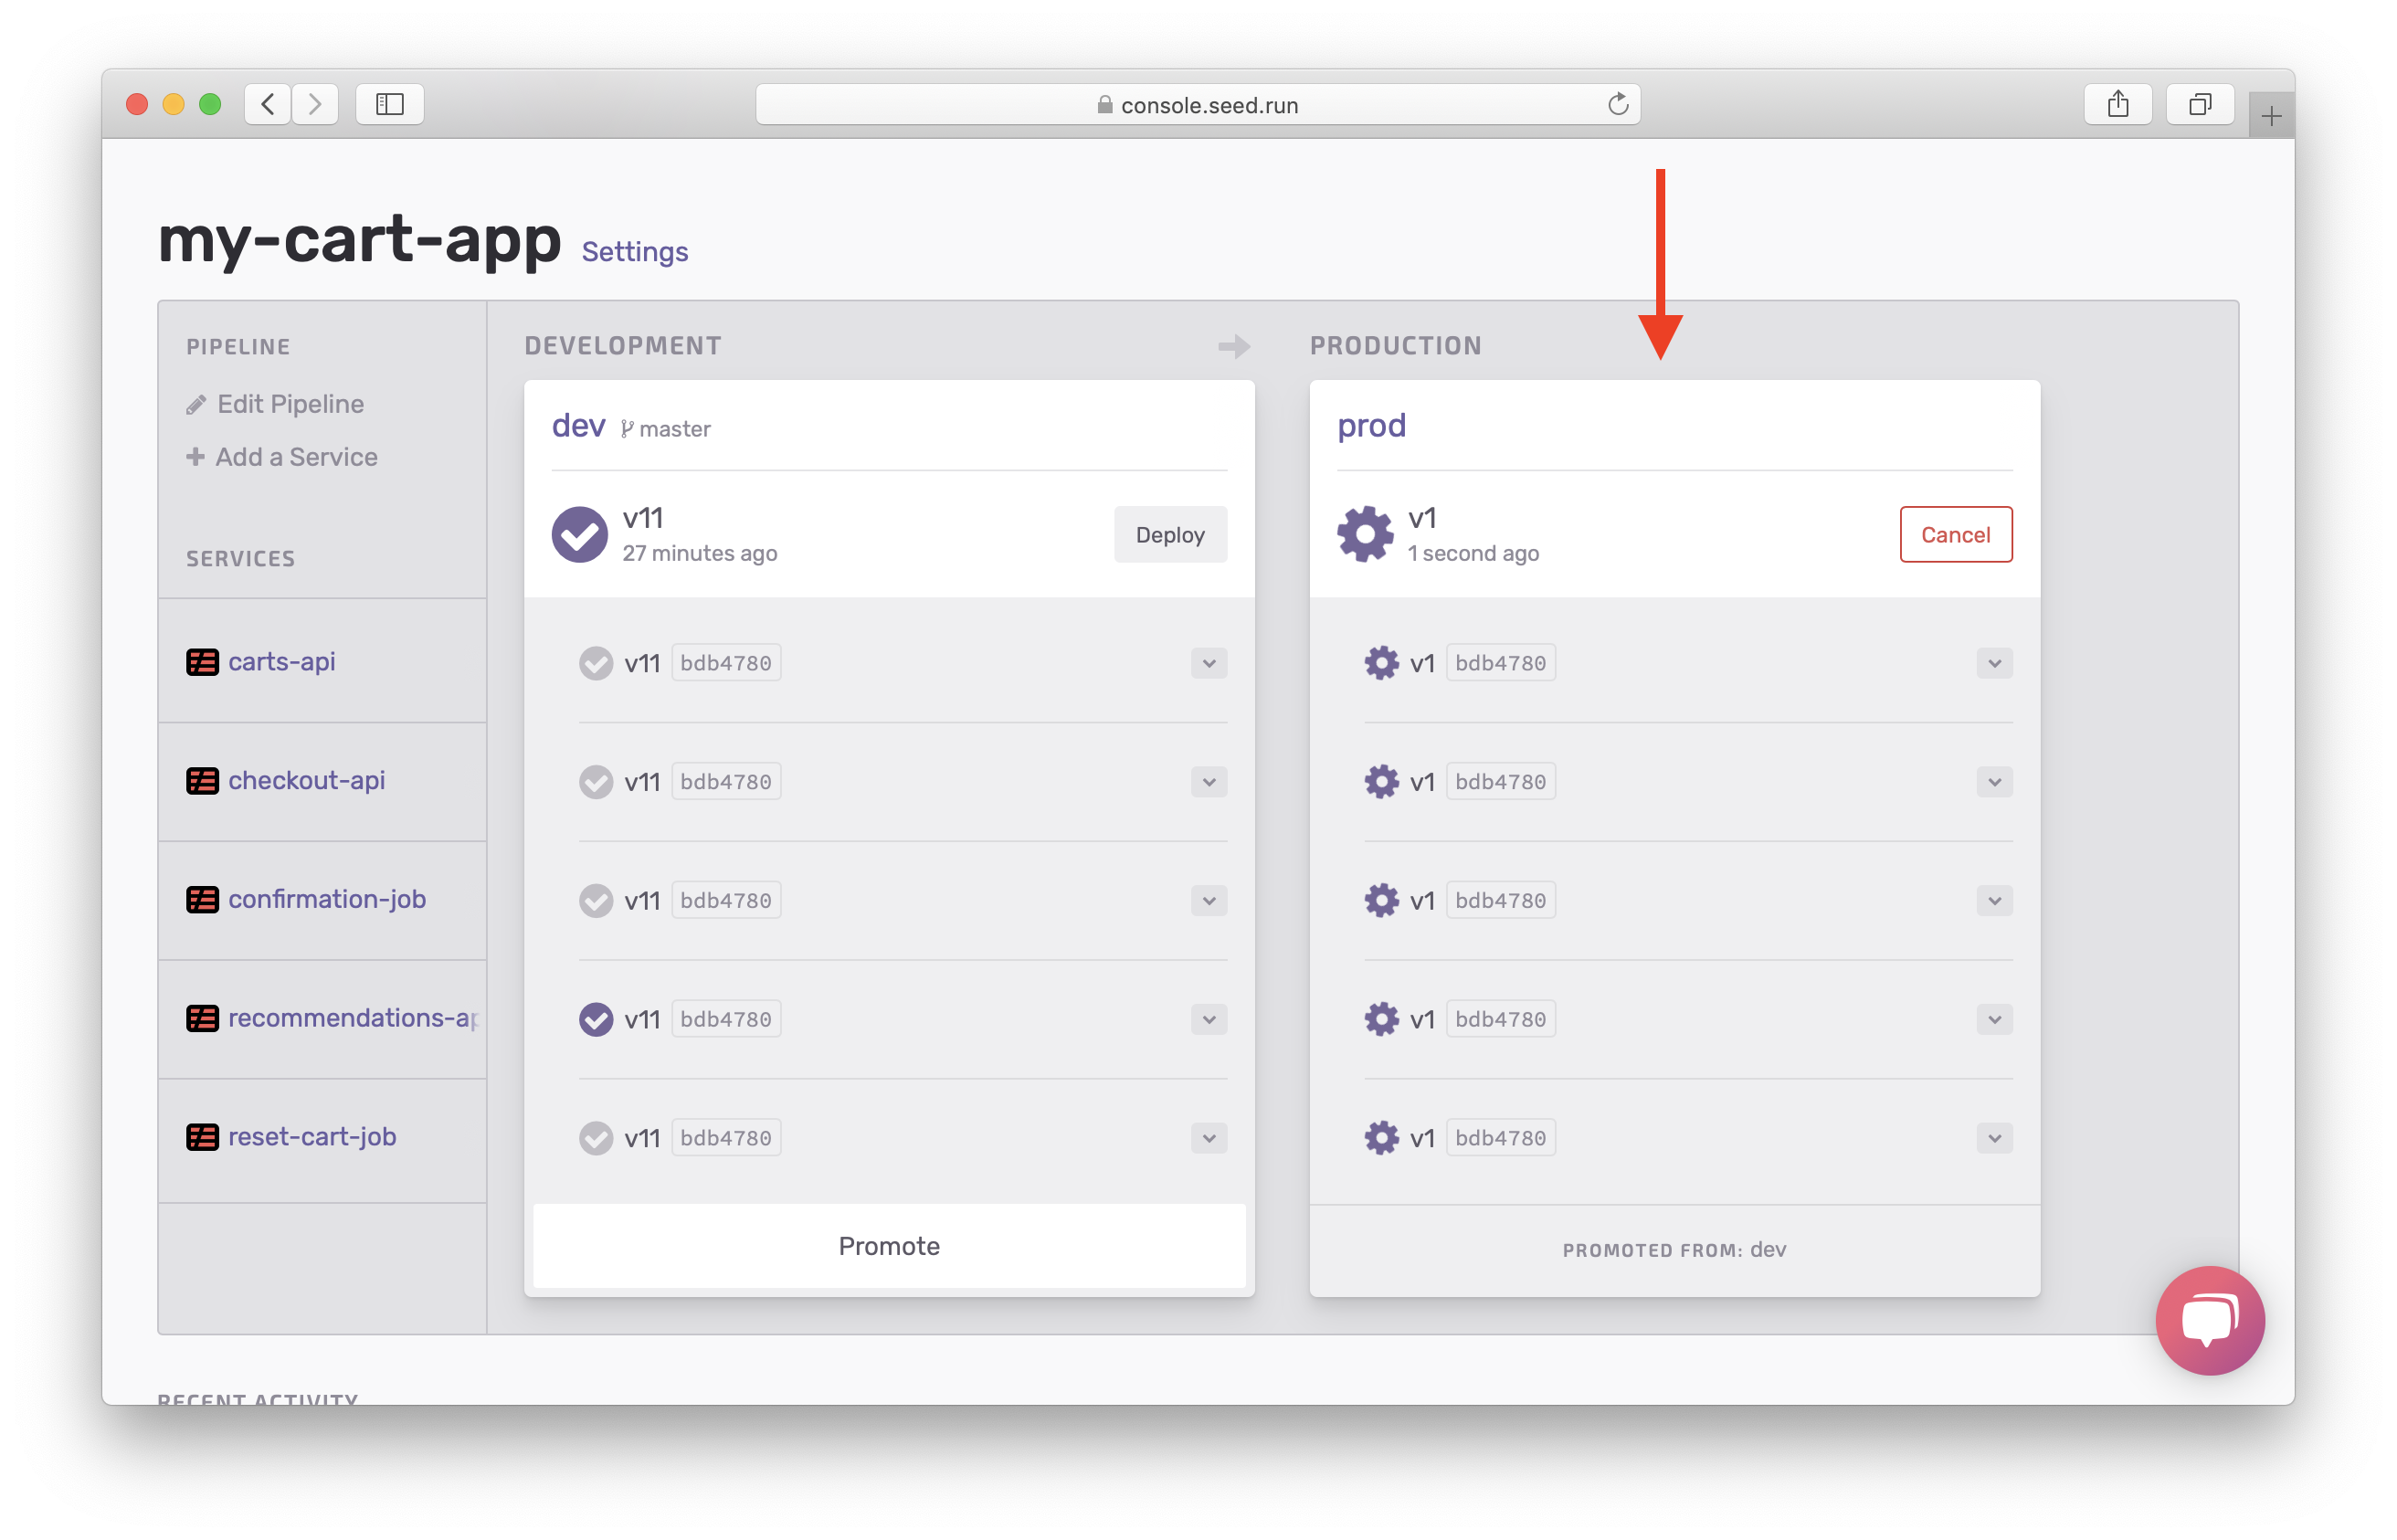 console.seed.run
my-cart-app Settings
PIPELINE
Edit Pipeline
Add a Service
SERVICES
carts-api
checkout-api
confirmation-job
recommendations-ap
reset-cart-job
DEVELOPMENT
dev master
v11
27 minutes ago
Deploy
v11 bdb4780
v11 bdb4780
v11 bdb4780
v11 bdb4780
v11 bdb4780
Promote
PRODUCTION
prod
v1
1 second ago
Cancel
v1 bdb4780
v1 bdb4780
v1 bdb4780
v1 bdb4780
v1 bdb4780
PROMOTED FROM: dev
RECENT ACTIVITY